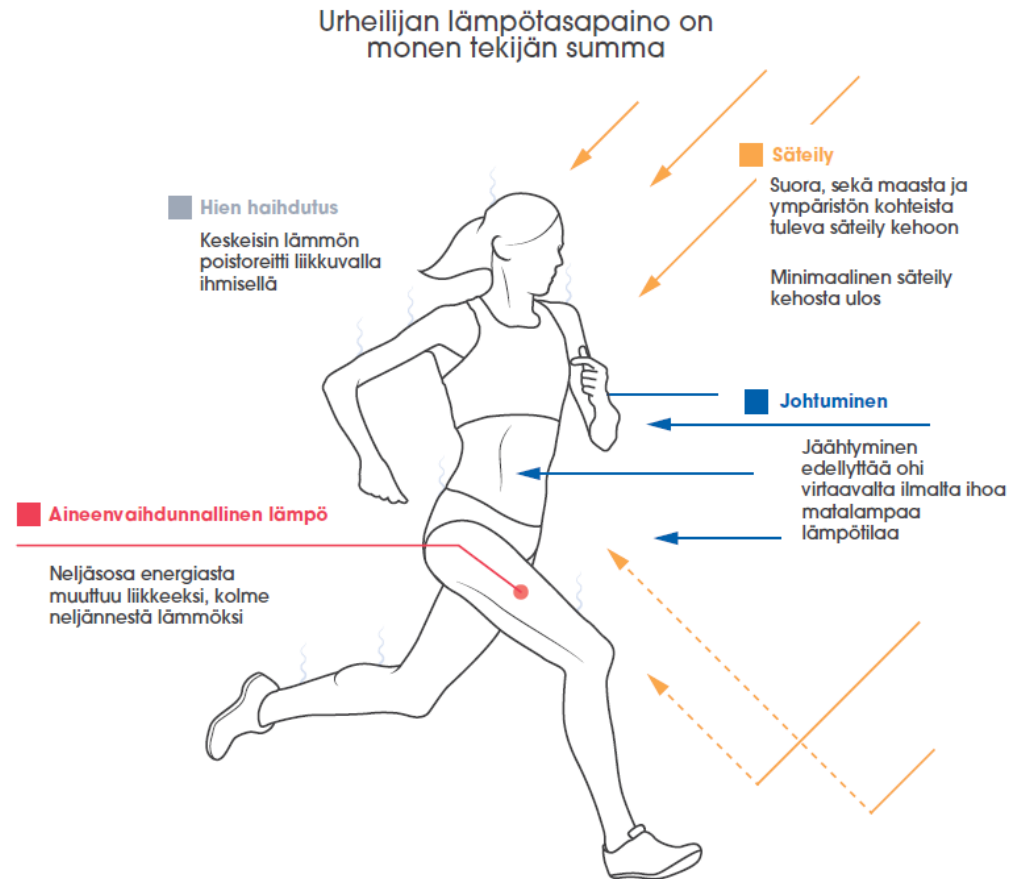 Urheilijan lämpötasapaino on
monen tekijän summa
Säteily
Suora, sekä maasta ja
ympäristön kohteista
tuleva säteily kehoon
Minimaalinen säteily
kehosta ulos
Hien haihdutus
Keskeisin lämmön
poistoreitti liikkuvalla
ihmisellä
Johtuminen
Jäähtyminen
edellyttää ohi
virtaavalta ilmalta ihoa
matalampaa
lämpötilaa
Aineenvaihdunnallinen lämpö
Neljäsosa energiasta
muuttuu liikkeeksi, kolme
neljännestä lämmöksi